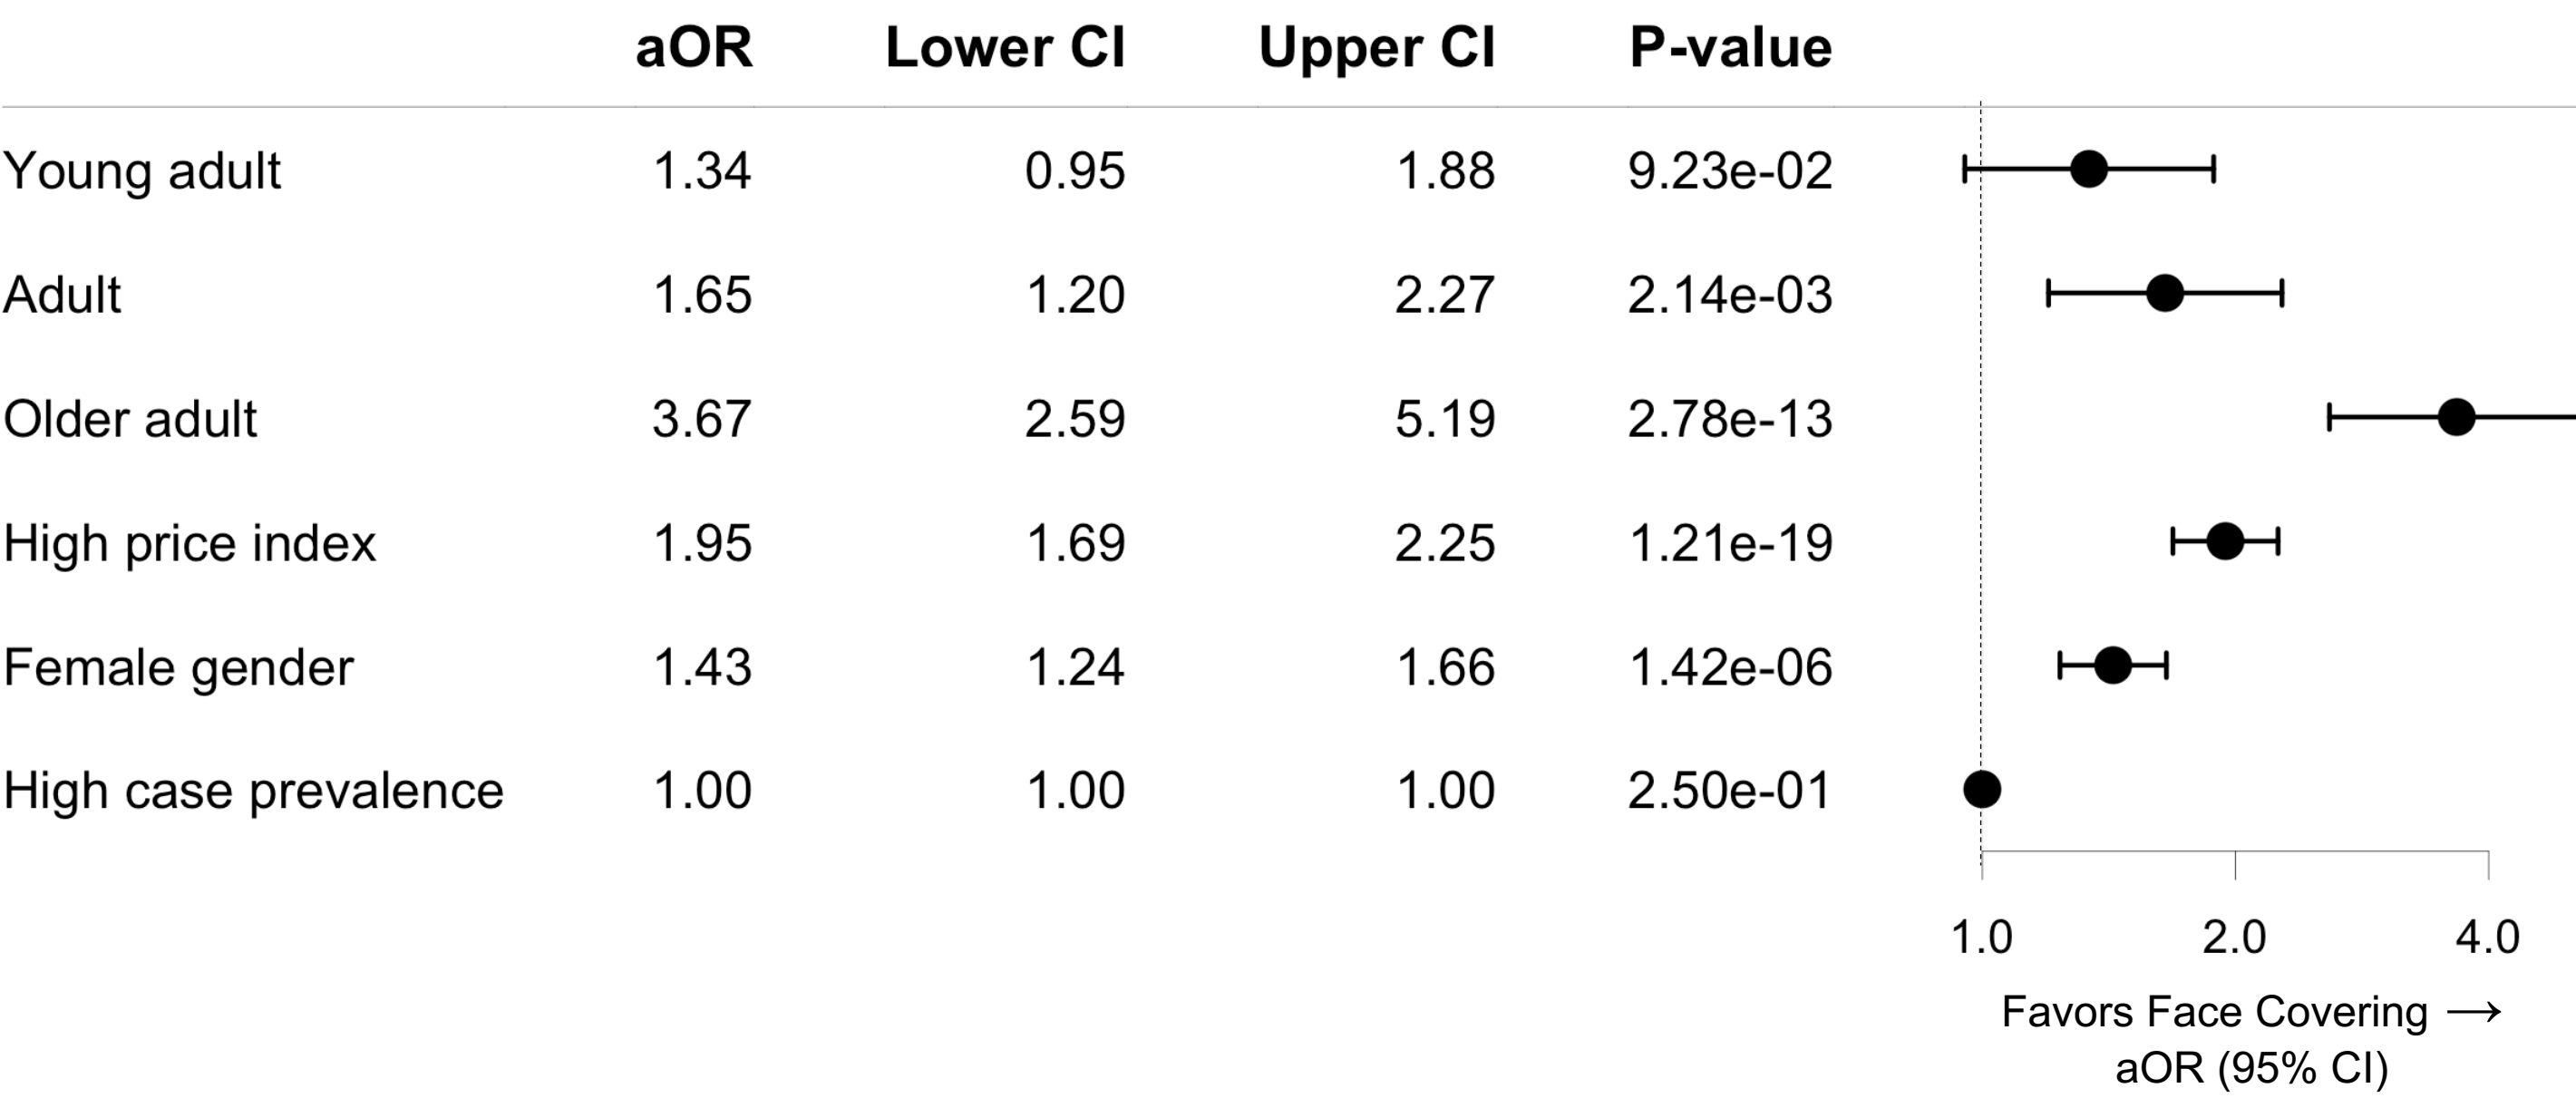 aOR Lower CI Upper CI P-value
Young adult 1.34 0.95 1.88 9.23e-02
Adult 1.65 1.20 2.27 2.14e-03
Older adult 3.67 2.59 5.19 2.78e-13
High price index 1.95 1.69 2.25 1.21e-19
Female gender 1.43 1.24 1.66 1.42e-06
High case prevalence 1.00 1.00 1.00 2.50e-01
1.0 2.0 4.0
Favors Face Covering →
aOR (95% CI)